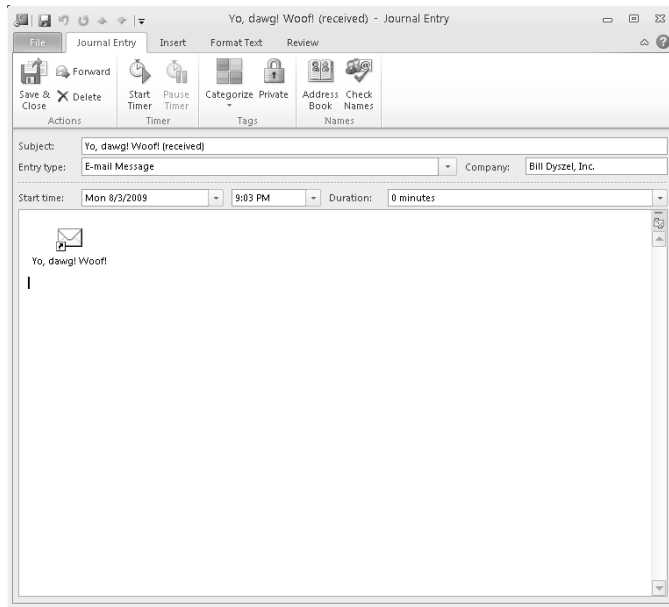 Yo, dawg! Woof! (received) - Journal Entry
File Journal Entry Insert Format Text Review
Save & Close
Forward
Delete
Start Timer
Pause Timer
Categorize
Private
Address Book
Check Names
Actions Timer Tags Names
Subject: Yo, dawg! Woof! (received)
Entry type: E-mail Message Company: Bill Dyszel, Inc.
Start time: Mon 8/3/2009 9:03 PM Duration: 0 minutes
Yo, dawg! Woof!